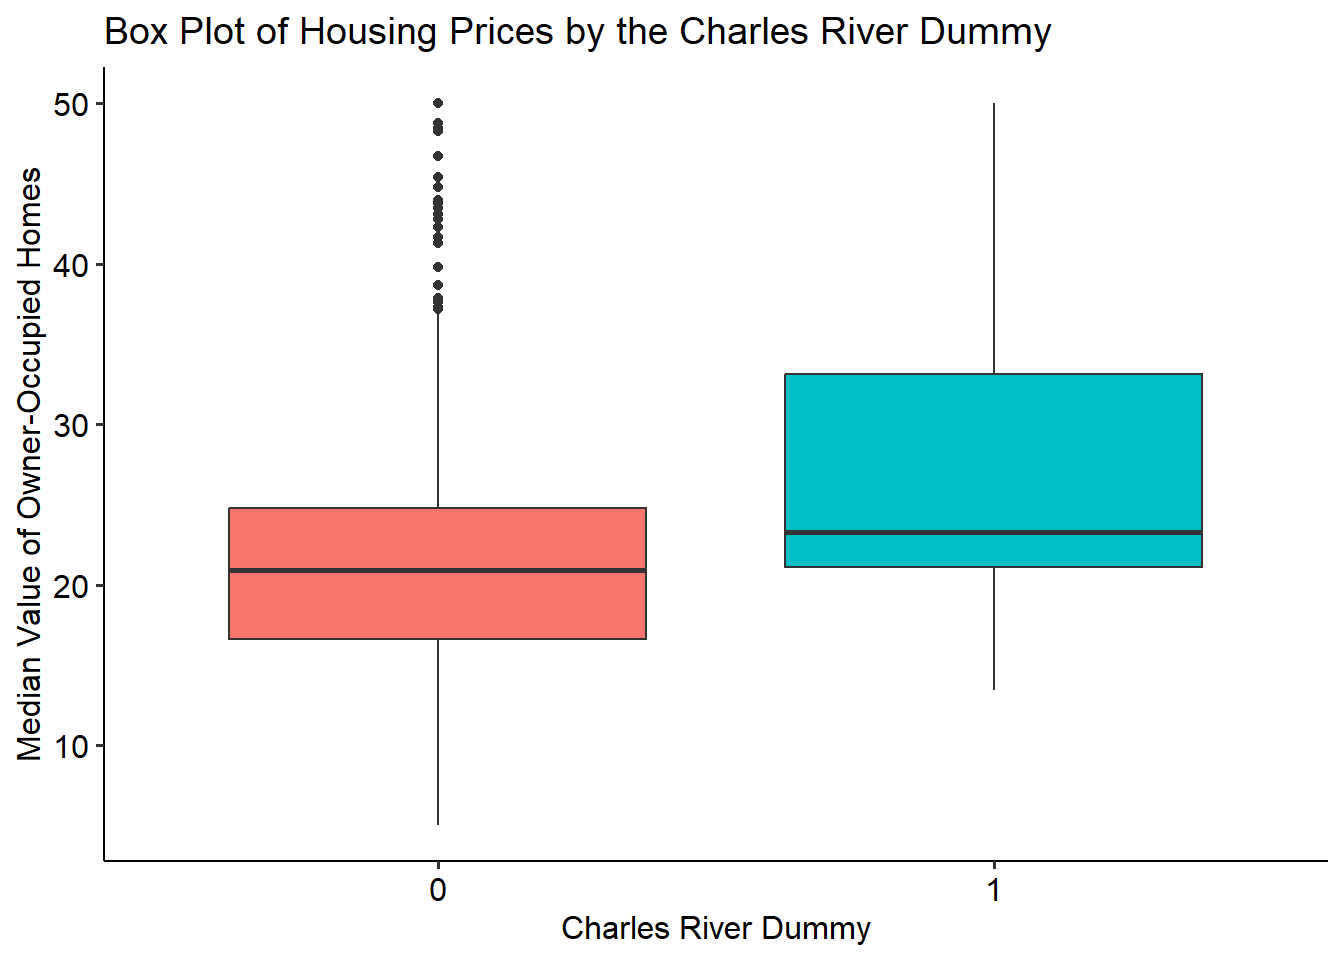 Box Plot of Housing Prices by the Charles River Dummy
Median Value of Owner-Occupied Homes
50
40
30
20
10
0 1
Charles River Dummy